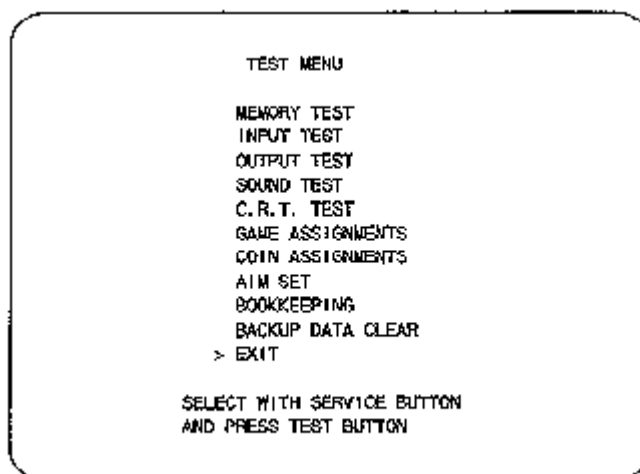 TEST MENU
MEMORY TEST
INPUT TEST
OUTPUT TEST
SOUND TEST
C.R.T. TEST
GAME ASSIGNMENTS
COIN ASSIGNMENTS
AIM SET
BOOKKEEPING
BACKUP DATA CLEAR
> EXIT
SELECT WITH SERVICE BUTTON
AND PRESS TEST BUTTON